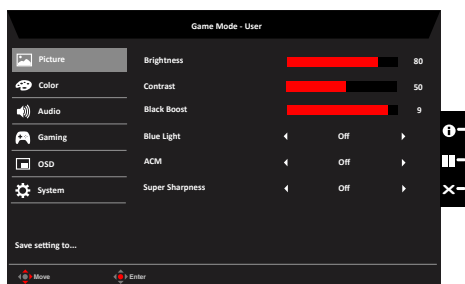 Game Mode - User
Picture Brightness 80
Color Contrast 50
Audio Black Boost 9
Gaming Blue Light Off
OSD ACM Off
System Super Sharpness Off
Save setting to...
Move Enter